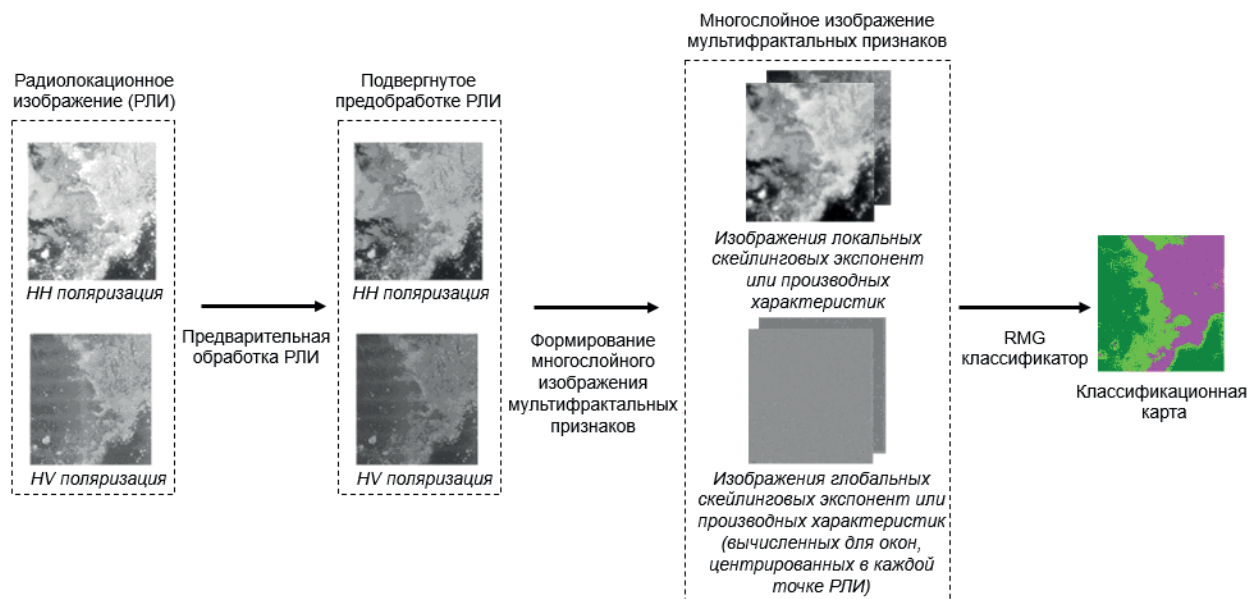 Радиолокационное
изображение (РЛИ)
HH поляризация
HV поляризация
Предварительная
обработка РЛИ
Подвергнутое
предобработке РЛИ
HH поляризация
HV поляризация
Формирование
многослойного
изображения
мультифрактальных
признаков
Многослойное изображение
мультифрактальных признаков
Изображения локальных
скейлинговых экспонент
или производных
характеристик
Изображения глобальных
скейлинговых экспонент или
производных характеристик
(вычисленных для окон,
центрированных в каждой
точке РЛИ)
RMG
классификатор
Классификационная
карта